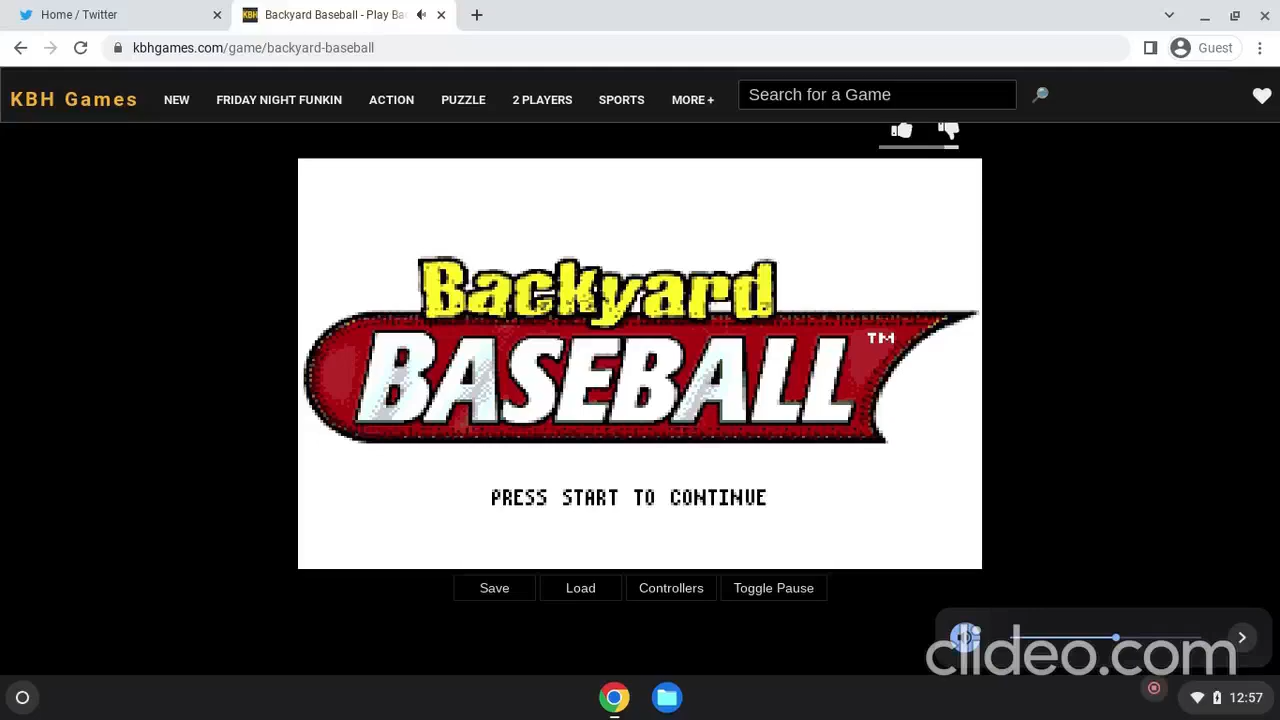 Home / Twitter
KBH
Backyard Baseball - Play Ba
kbhgames.com/game/backyard-baseball
Guest
KBH Games
NEW
FRIDAY NIGHT FUNKIN
ACTION
PUZZLE
2 PLAYERS
SPORTS
MORE +
Search for a Game
Backyard
BASEBALL TM
PRESS START TO CONTINUE
Save
Load
Controllers
Toggle Pause
clideo.com
12:57